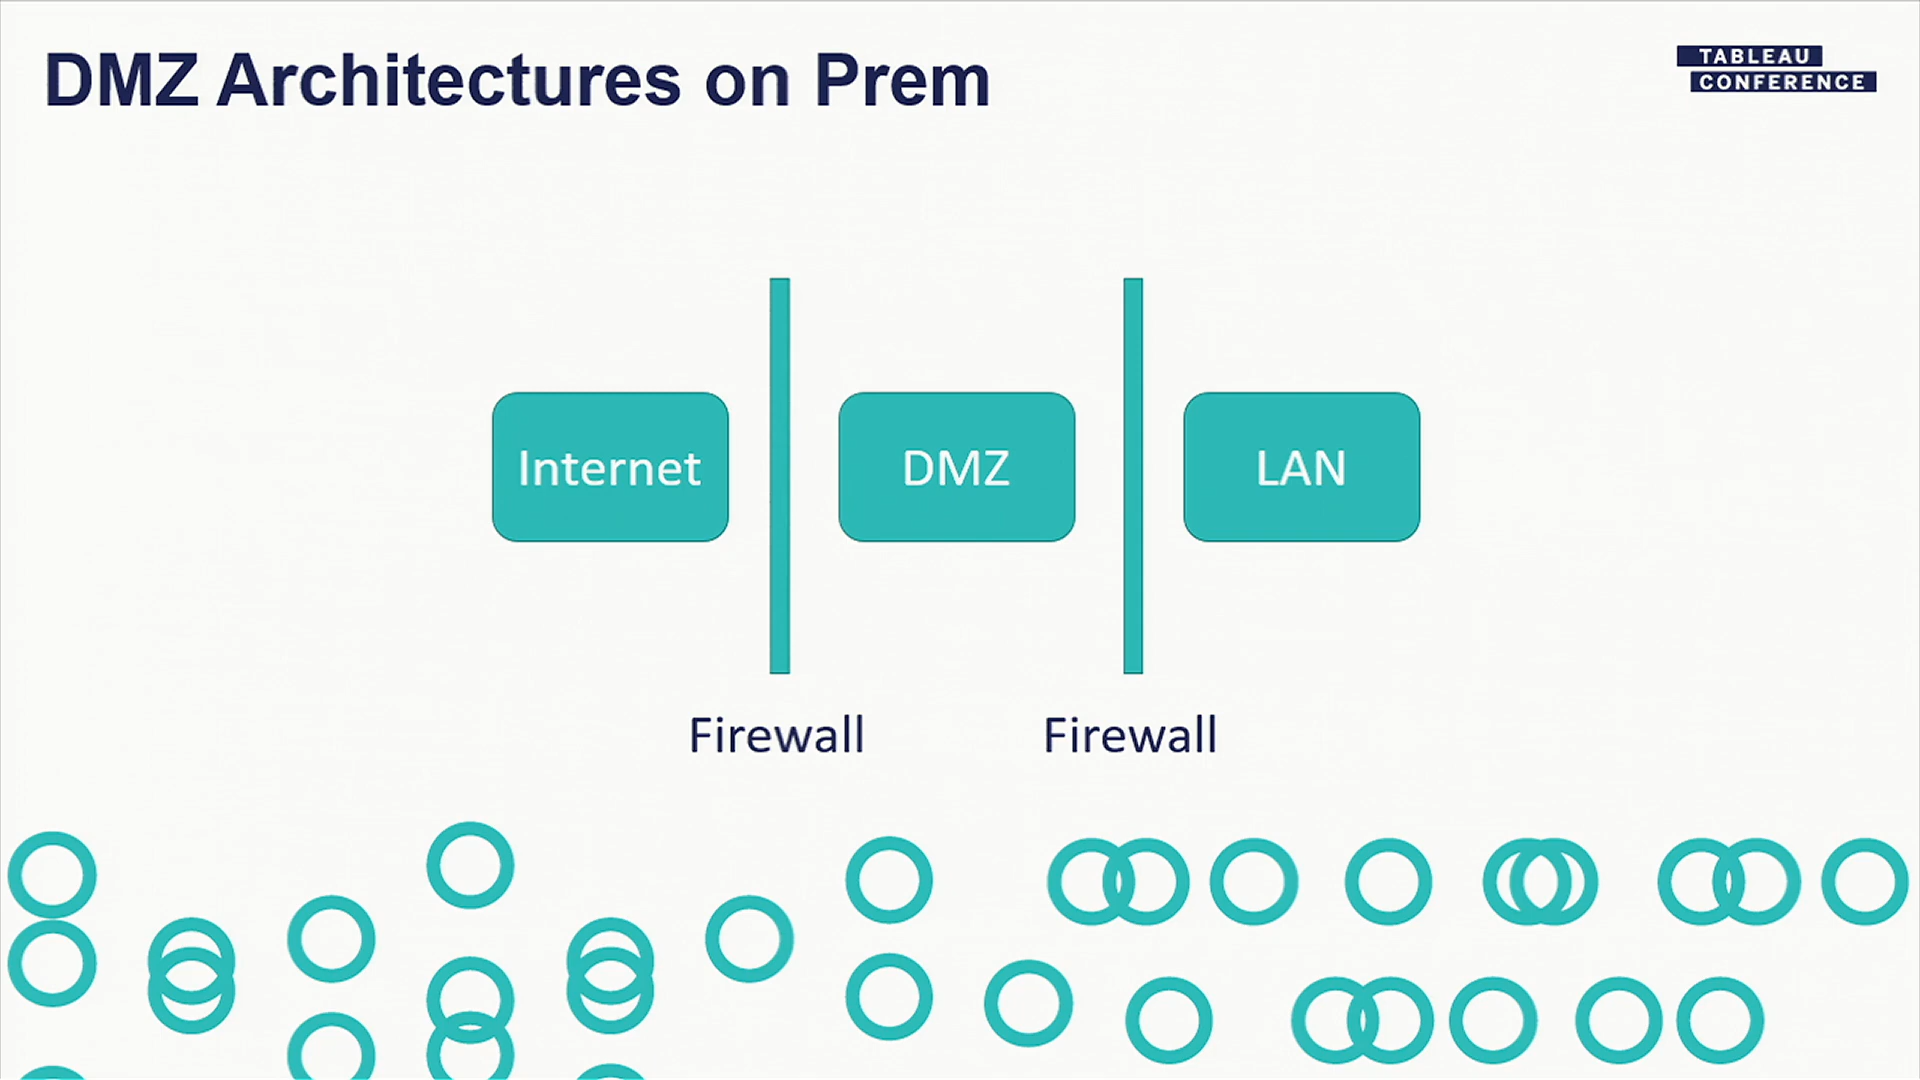 DMZ Architectures on Prem
TABLEAU
CONFERENCE
Internet
DMZ
LAN
Firewall
Firewall